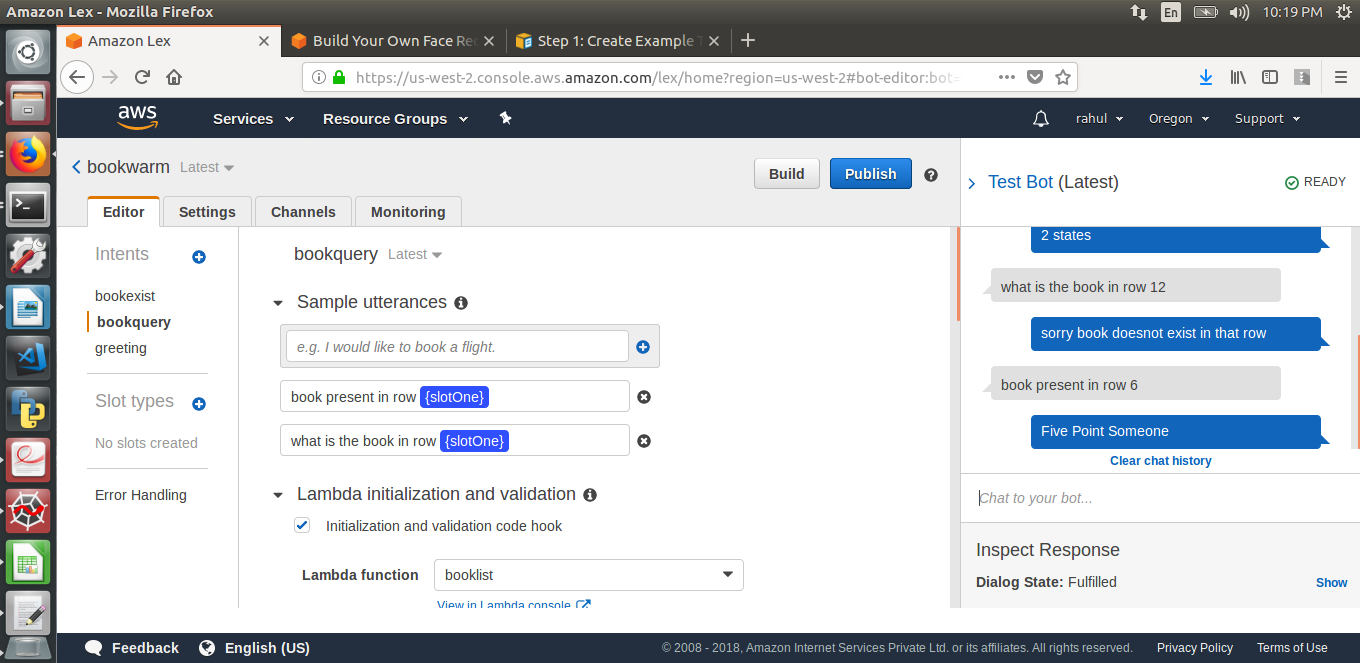 Amazon Lex - Mozilla Firefox
En
10:19 PM
Amazon Lex
Build Your Own Face Re
Step 1: Create Example
https://us-west-2.console.aws.amazon.com/lex/home?region=us-west-2#bot-editor:bot=
aws
Services
Resource Groups
rahul
Oregon
Support
bookwarm
Latest
Build
Publish
Editor
Settings
Channels
Monitoring
Intents
bookexist
bookquery
greeting
Slot types
No slots created
Error Handling
bookquery
Latest
Sample utterances
e.g. I would like to book a flight.
book present in row {slotOne}
what is the book in row {slotOne}
Lambda initialization and validation
Initialization and validation code hook
Lambda function
booklist
View in Lambda console
Test Bot (Latest)
READY
2 states
what is the book in row 12
sorry book doesnot exist in that row
book present in row 6
Five Point Someone
Clear chat history
Chat to your bot...
Inspect Response
Dialog State: Fulfilled
Show
Feedback
English (US)
© 2008 - 2018, Amazon Internet Services Private Ltd. or its affiliates. All rights reserved.
Privacy Policy
Terms of Use